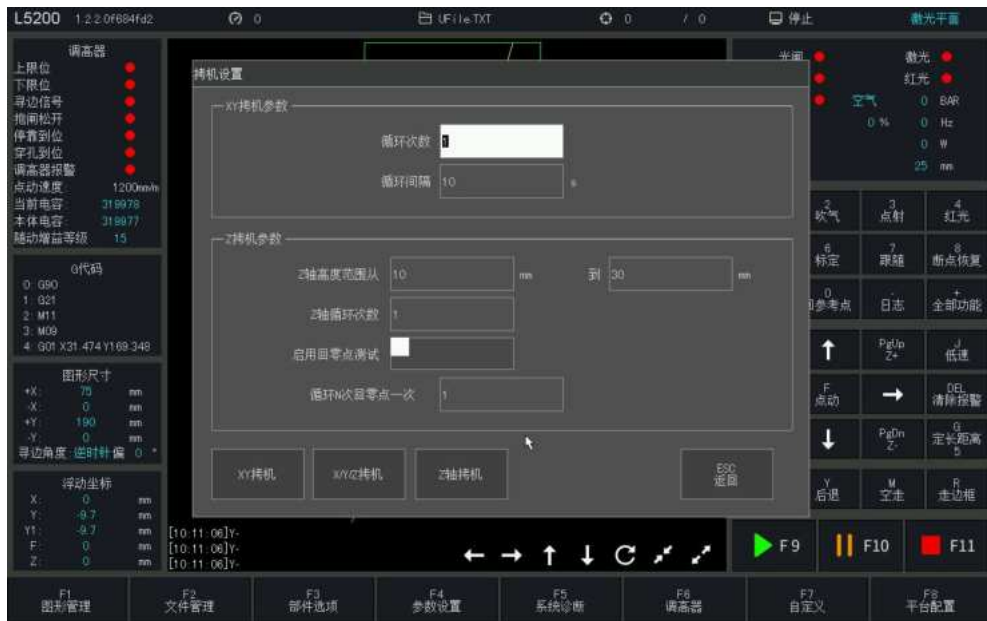 L5200 1.2.2.0f684fd2 0 UFile.TXT 0 / 0 停止 激光平面
调高器
上限位
下限位
寻边信号
抱闸松开
停靠到位
穿孔到位
调高器报警
点动速度: 1200mm/m
当前电容: 319978
本体电容: 319977
随动增益等级 15
G代码
0: G90
1: G21
2: M11
3: M09
4: G01 X31.474 Y169.348
图形尺寸
+X: 75 mm
-X: 0 mm
+Y: 190 mm
-Y: 0 mm
寻边角度:逆时针偏 0 °
浮动坐标
X: 0 mm
Y: -9.7 mm
Y1: -9.7 mm
F: 0 mm
Z: 0 mm
拷机设置
XY拷机参数
循环次数 1
循环间隔 10 s
Z拷机参数
Z轴高度范围从 10 mm 到 30 mm
Z轴循环次数 1
启用回零点测试
循环N次回零点一次 1
XY拷机
X/Y/Z拷机
Z轴拷机
ESC
返回
[10:11:06]Y-
[10:11:06]Y-
[10:11:06]Y-
光闸 激光
红光
空气 0 BAR
0 % 0 Hz
0 W
25 mm
2
吹气
3
点射
4
红光
6
标定
7
跟随
8
断点恢复
0
回参考点
-
日志
+
全部功能
PgUp
Z+
J
低速
F
点动
DEL
清除报警
PgDn
Z-
G
定长距离
5
Y
后退
M
空走
R
走边框
F9
F10
F11
F1
图形管理
F2
文件管理
F3
部件选项
F4
参数设置
F5
系统诊断
F6
调高器
F7
自定义
F8
平台配置